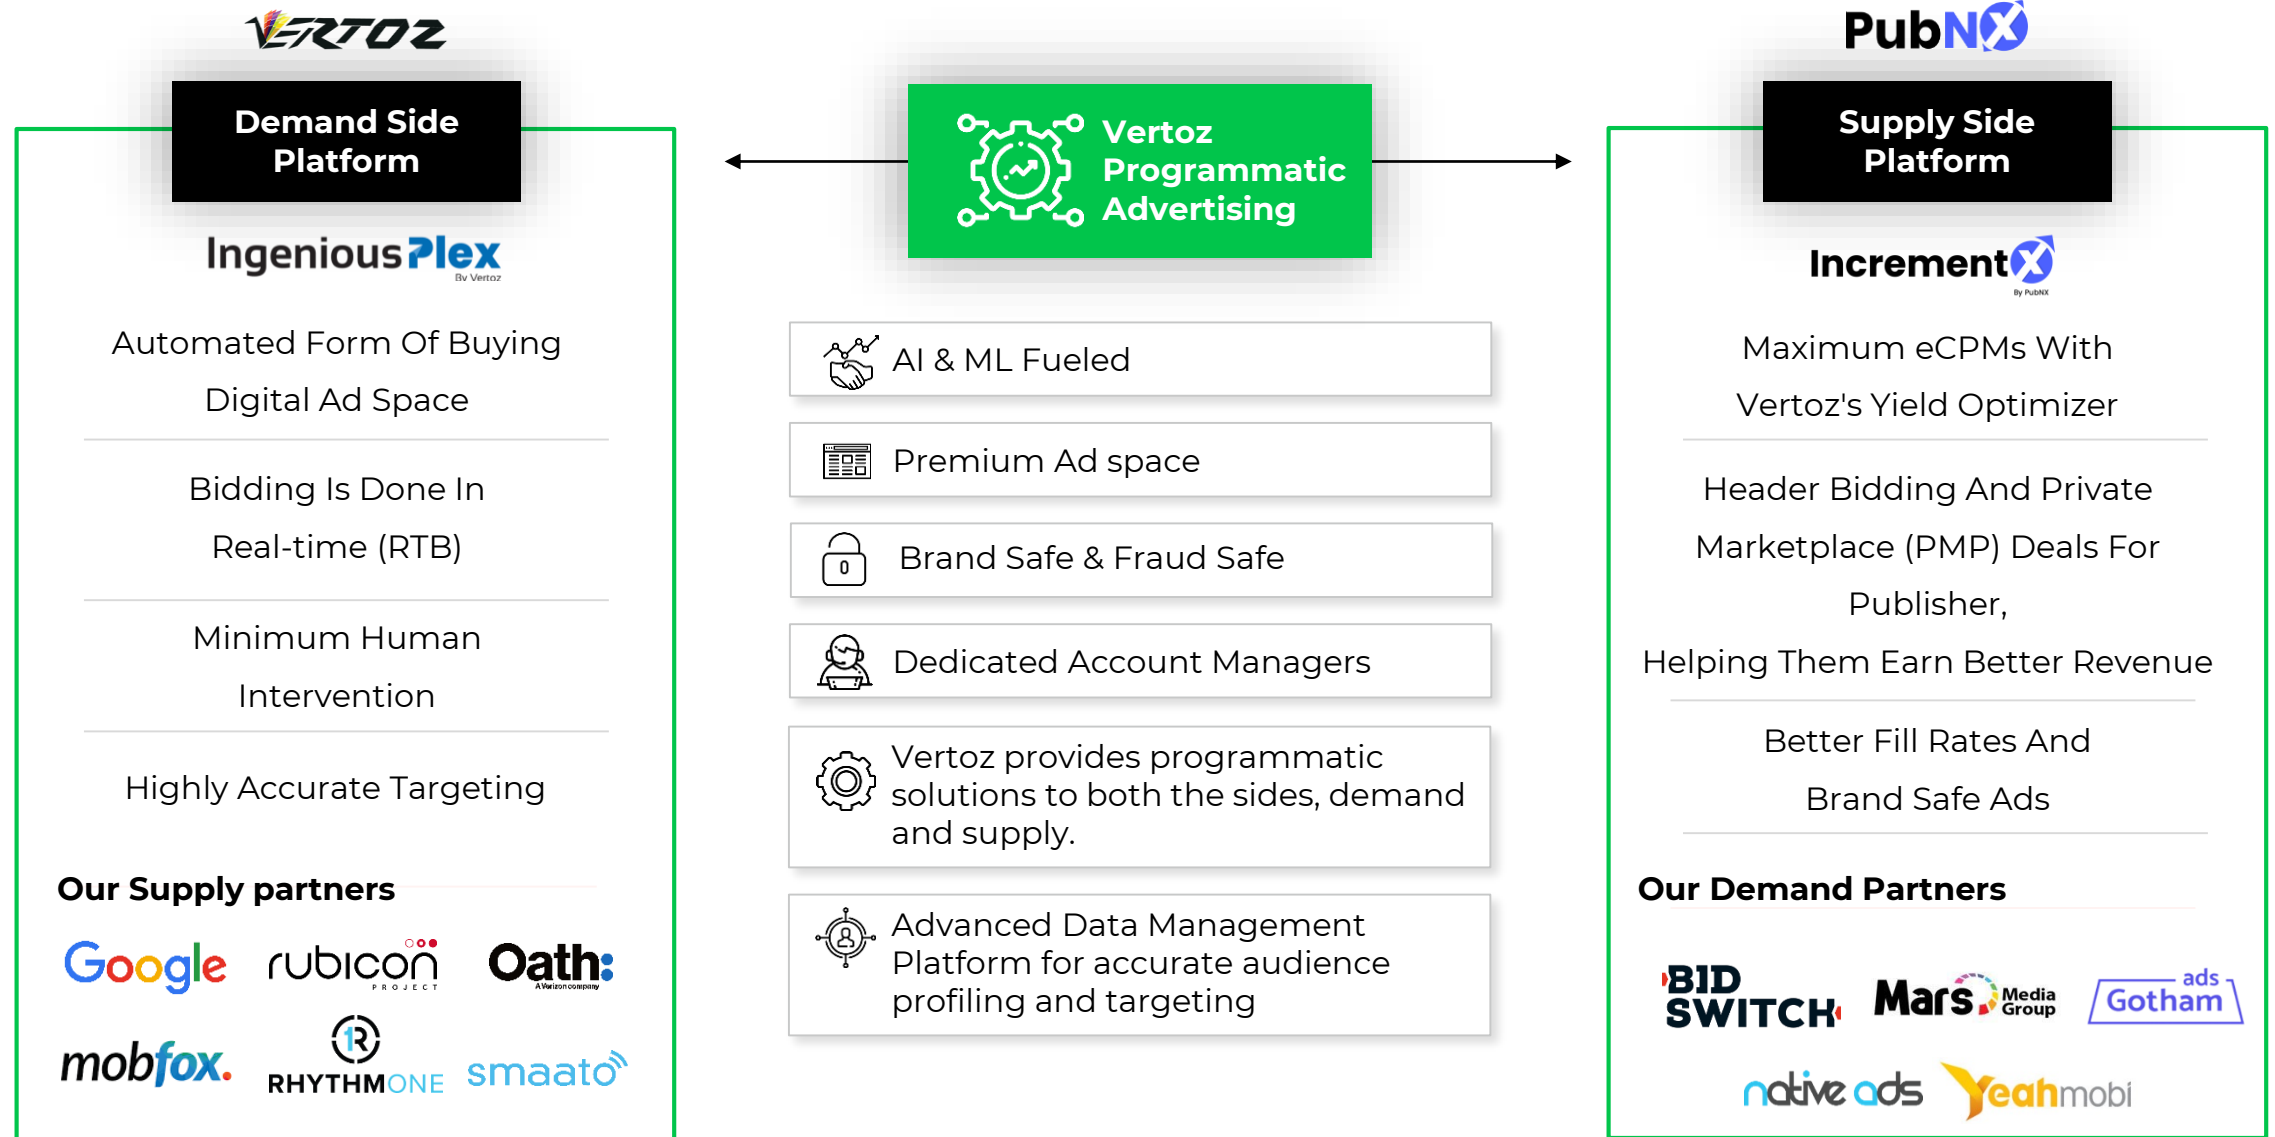 VERTOZ
Demand Side
Platform
IngeniousPlex
By Vertoz
Automated Form Of Buying
Digital Ad Space
Bidding Is Done In
Real-time (RTB)
Minimum Human
Intervention
Highly Accurate Targeting
Our Supply partners
Google
rubicon
PROJECT
Oath:
A Verizon company
mobfox.
1R
RHYTHMONE
smaato
Vertoz
Programmatic
Advertising
AI & ML Fueled
Premium Ad space
Brand Safe & Fraud Safe
Dedicated Account Managers
Vertoz provides programmatic
solutions to both the sides, demand
and supply.
Advanced Data Management
Platform for accurate audience
profiling and targeting
PubNX
Supply Side
Platform
IncrementX
By PubNX
Maximum eCPMs With
Vertoz's Yield Optimizer
Header Bidding And Private
Marketplace (PMP) Deals For
Publisher,
Helping Them Earn Better Revenue
Better Fill Rates And
Brand Safe Ads
Our Demand Partners
BID
SWITCH
Mars Media
Group
ads
Gotham
native ads
Yeahmobi